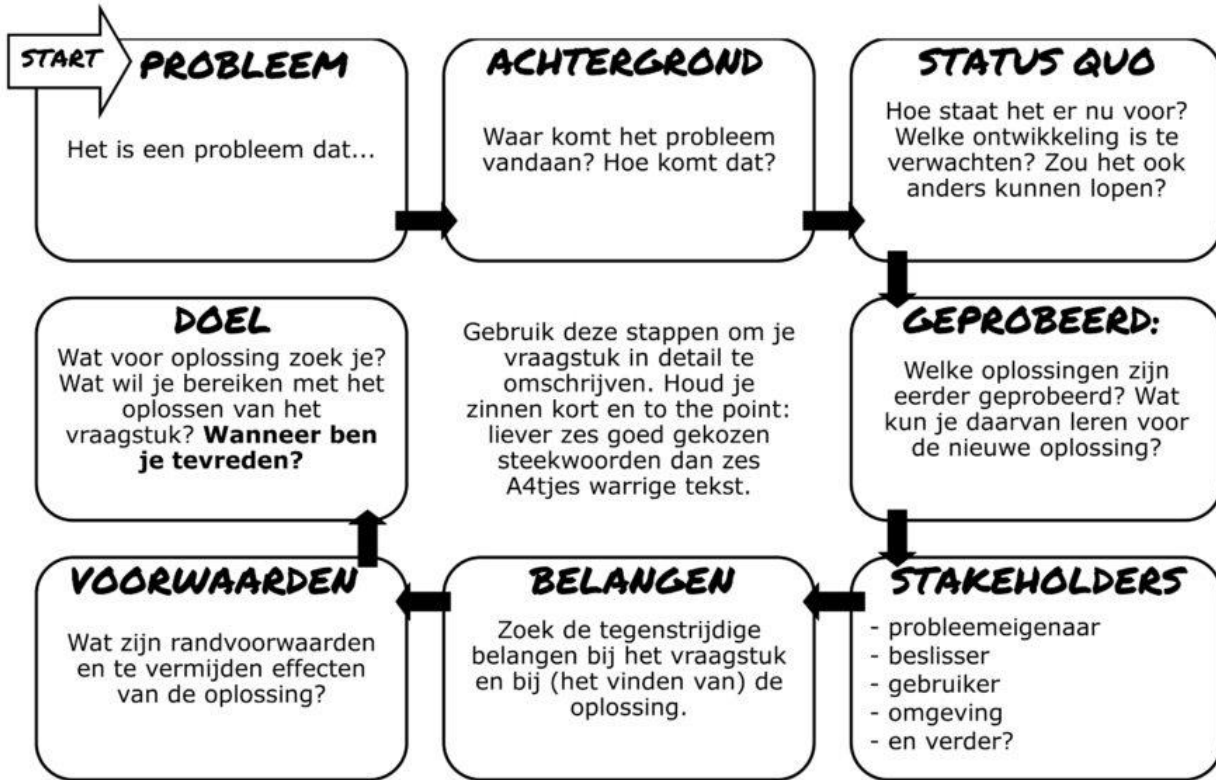 START
PROBLEEM
Het is een probleem dat...
ACHTERGROND
Waar komt het probleem
vandaan? Hoe komt dat?
STATUS QUO
Hoe staat het er nu voor?
Welke ontwikkeling is te
verwachten? Zou het ook
anders kunnen lopen?
GEPROBEERD:
Welke oplossingen zijn
eerder geprobeerd? Wat
kun je daarvan leren voor
de nieuwe oplossing?
STAKEHOLDERS
- probleemeigenaar
- beslisser
- gebruiker
- omgeving
- en verder?
BELANGEN
Zoek de tegenstrijdige
belangen bij het vraagstuk
en bij (het vinden van) de
oplossing.
VOORWAARDEN
Wat zijn randvoorwaarden
en te vermijden effecten
van de oplossing?
DOEL
Wat voor oplossing zoek je?
Wat wil je bereiken met het
oplossen van het
vraagstuk? Wanneer ben
je tevreden?
Gebruik deze stappen om je
vraagstuk in detail te
omschrijven. Houd je
zinnen kort en to the point:
liever zes goed gekozen
steekwoorden dan zes
A4tjes warrige tekst.